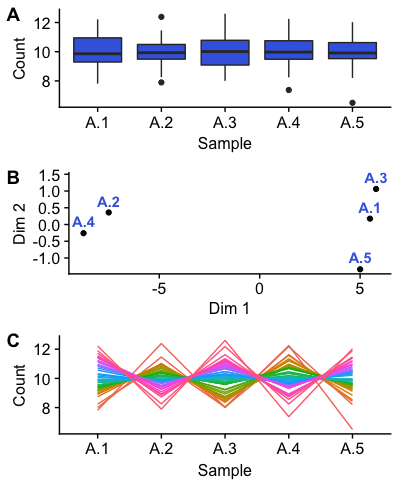 A
12
10
8
Count
A.1 A.2 A.3 A.4 A.5
Sample
B
1.5
1.0
0.5
0.0
-0.5
-1.0
Dim 2
A.3
A.2
A.1
A.4
A.5
-5 0 5
Dim 1
C
12
10
8
Count
A.1 A.2 A.3 A.4 A.5
Sample